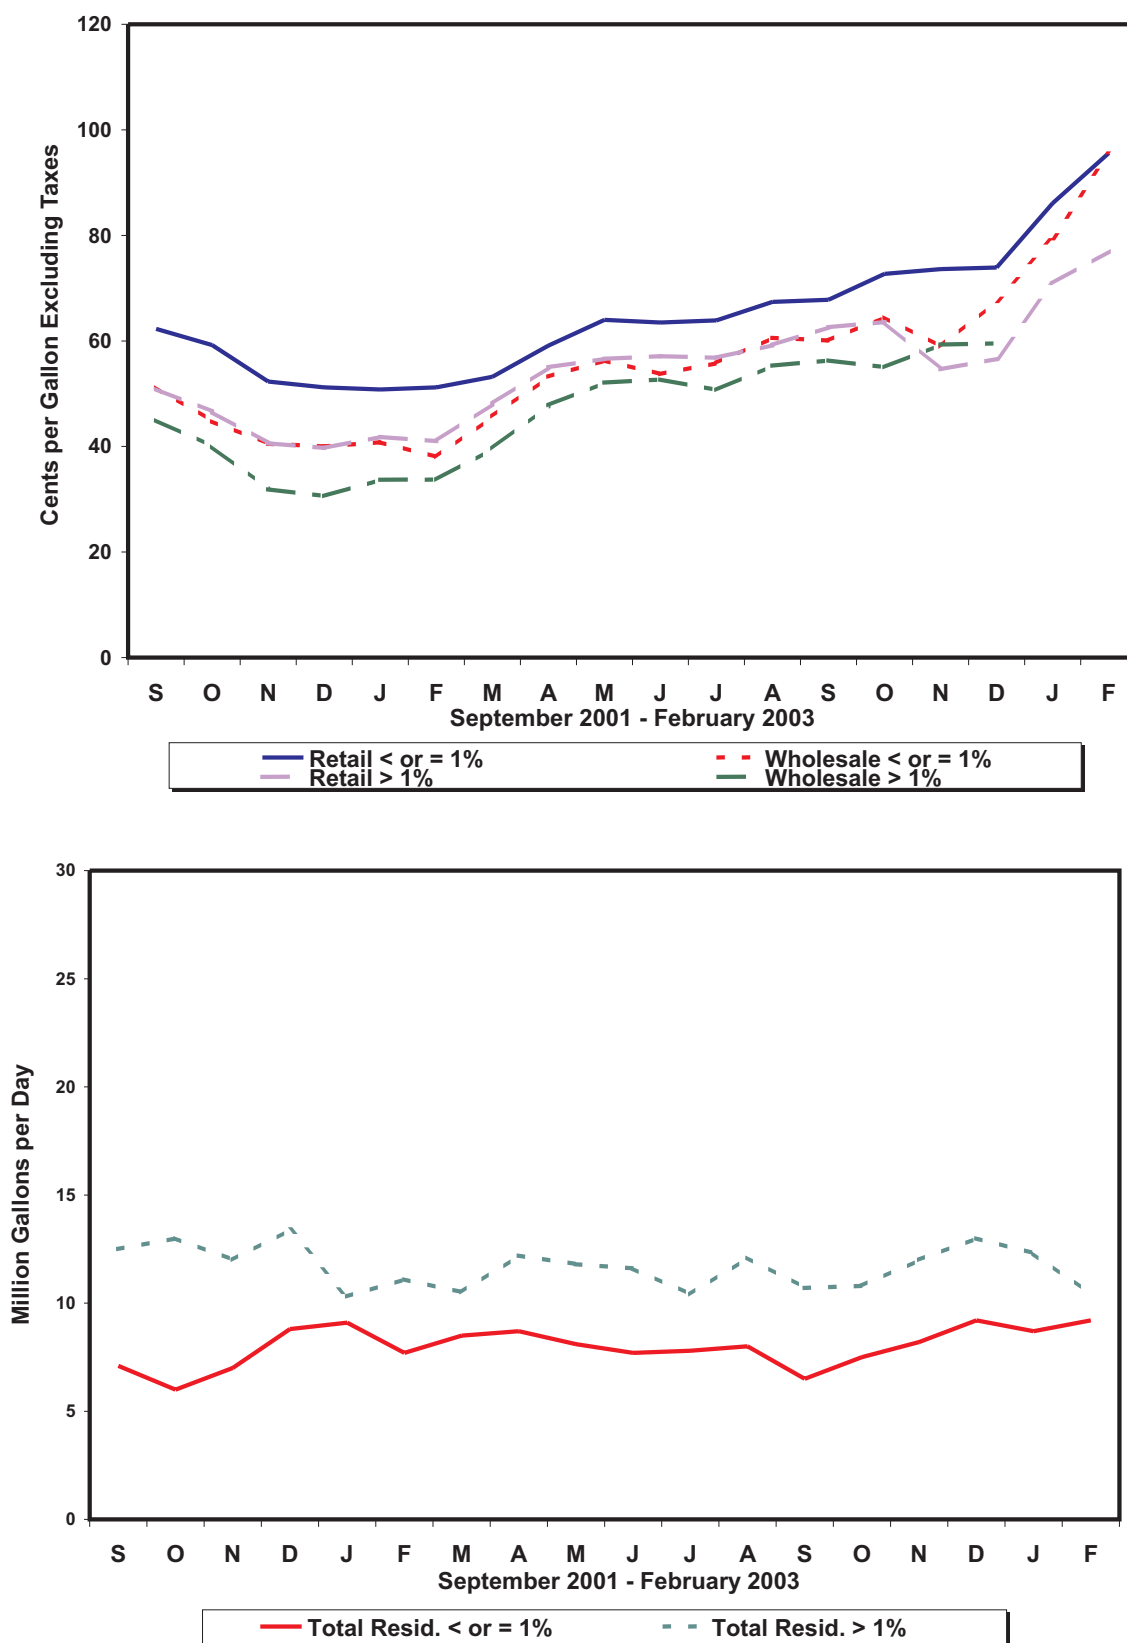 120
100
80
60
40
20
0
Cents per Gallon Excluding Taxes
S O N D J F M A M J J A S O N D J F
September 2001 - February 2003
Retail < or = 1% Wholesale < or = 1%
Retail > 1% Wholesale > 1%
30
25
20
15
10
5
0
Million Gallons per Day
S O N D J F M A M J J A S O N D J F
September 2001 - February 2003
Total Resid. < or = 1% Total Resid. > 1%